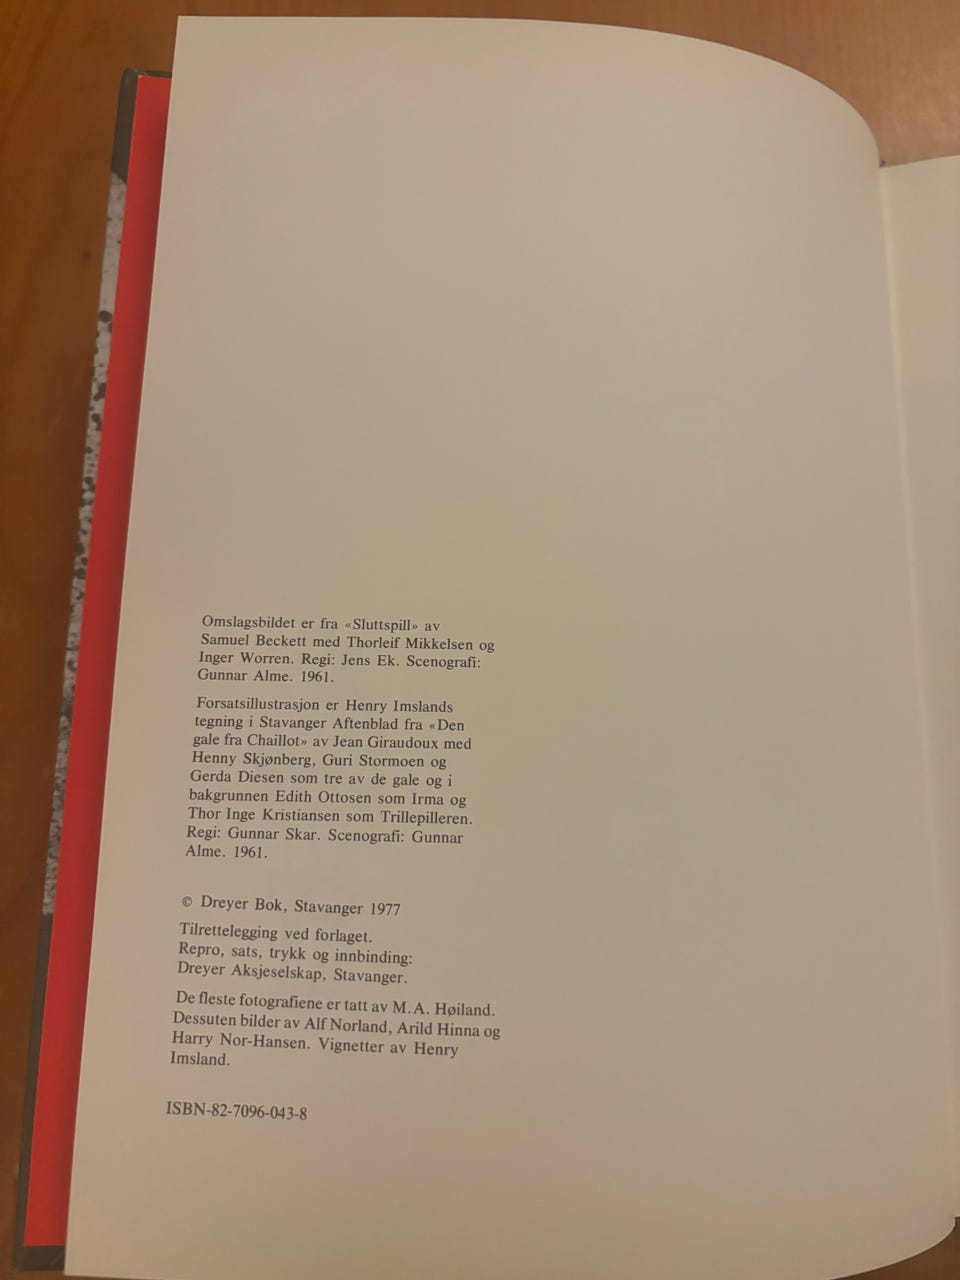 Omslagsbildet er fra «Sluttspill» av
Samuel Beckett med Thorleif Mikkelsen og
Inger Worren. Regi: Jens Ek. Scenografi:
Gunnar Alme. 1961.
Forsatsillustrasjon er Henry Imslands
tegning i Stavanger Aftenblad fra «Den
gale fra Chaillot» av Jean Giraudoux med
Henny Skjønberg, Guri Stormoen og
Gerda Diesen som tre av de gale og i
bakgrunnen Edith Ottosen som Irma og
Thor Inge Kristiansen som Trillepilleren.
Regi: Gunnar Skar. Scenografi: Gunnar
Alme. 1961.
© Dreyer Bok, Stavanger 1977
Tilrettelegging ved forlaget.
Repro, sats, trykk og innbinding:
Dreyer Aksjeselskap, Stavanger.
De fleste fotografiene er tatt av M.A. Høiland.
Dessuten bilder av Alf Norland, Arild Hinna og
Harry Nor-Hansen. Vignetter av Henry
Imsland.
ISBN-82-7096-043-8